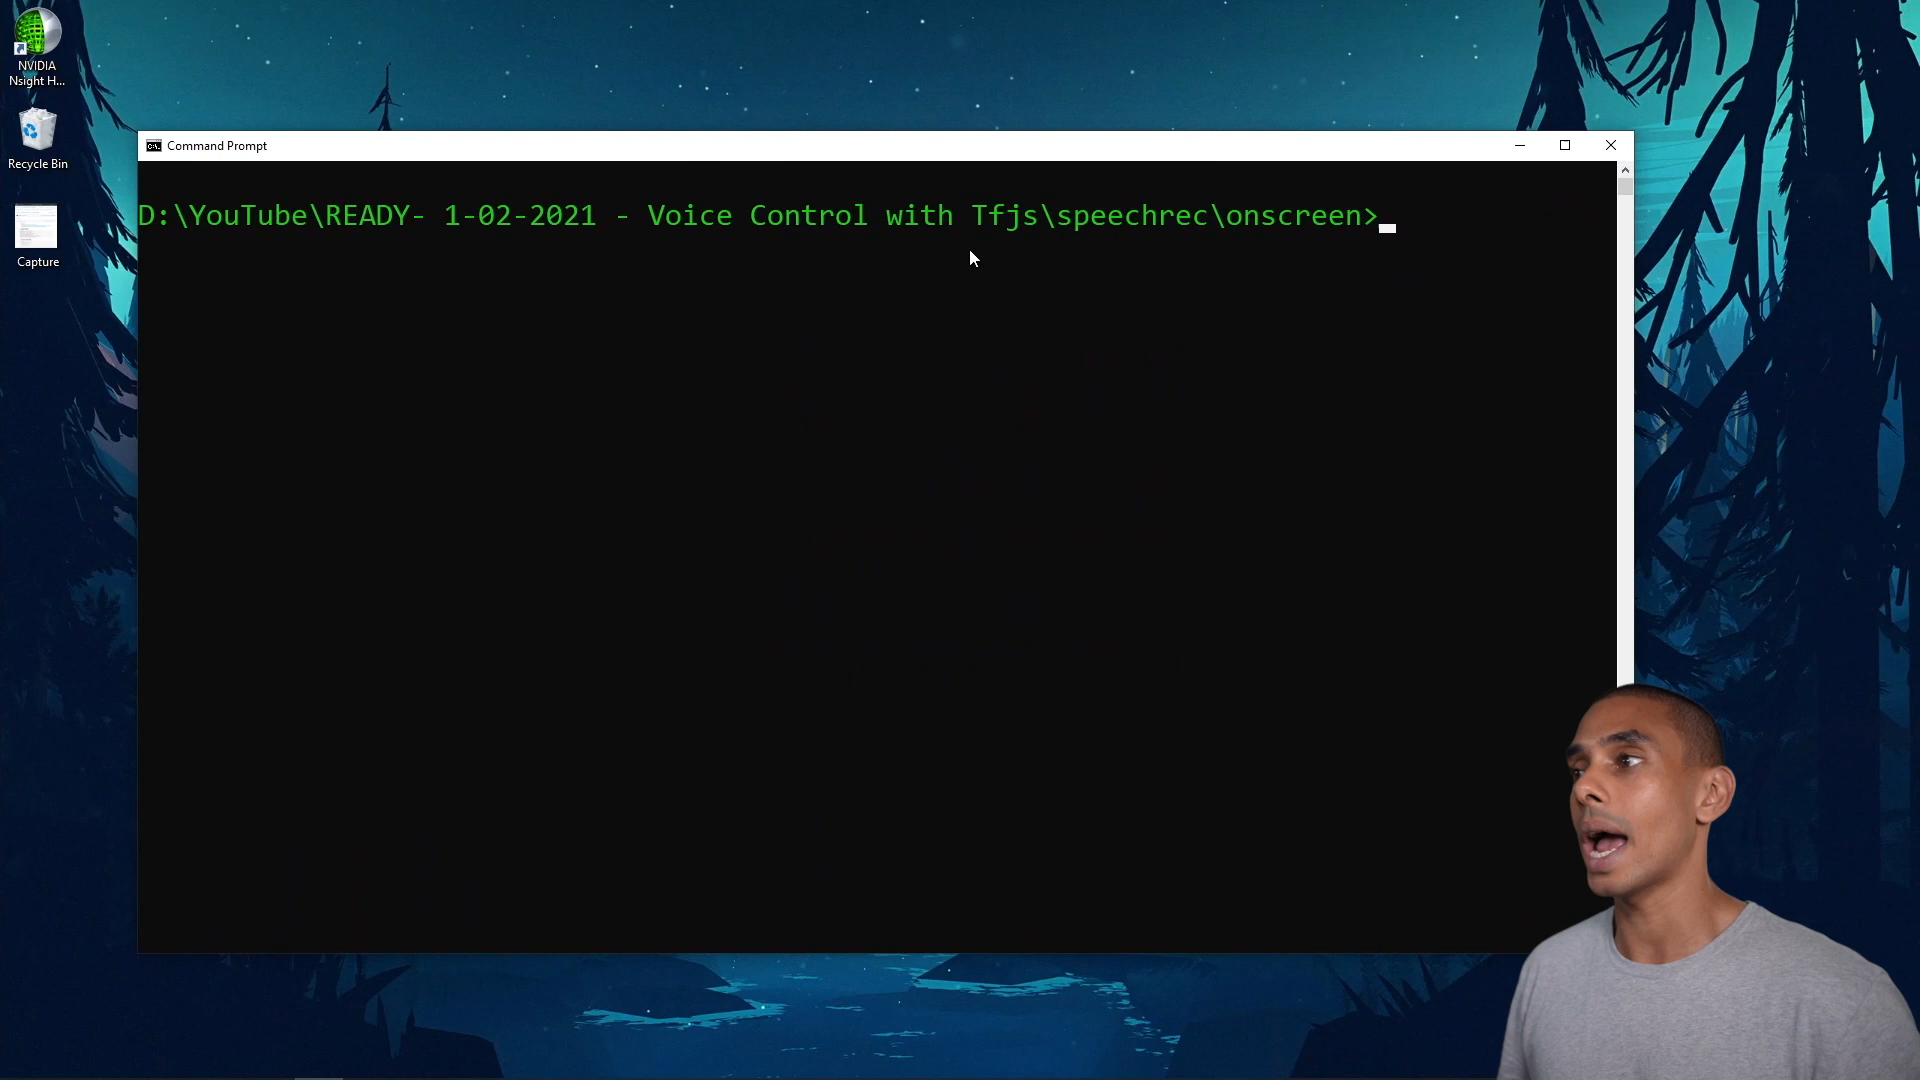 NVIDIA
Nsight H...
Recycle Bin
Capture
Command Prompt
D:\YouTube\READY- 1-02-2021 - Voice Control with Tfjs\speechrec\onscreen>